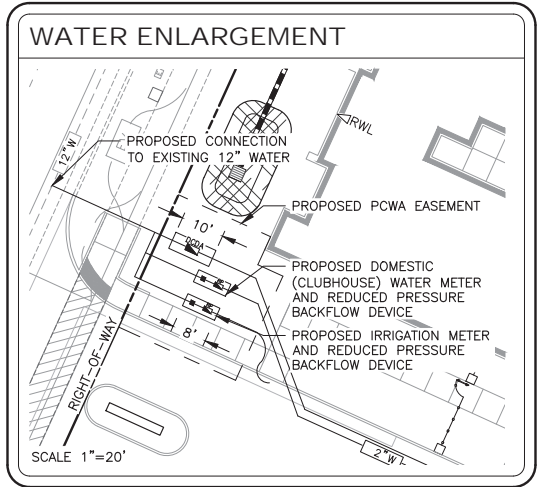 WATER ENLARGEMENT
12"W
PROPOSED CONNECTION
TO EXISTING 12" WATER
RWL
PROPOSED PCWA EASEMENT
10'
DCDA
PROPOSED DOMESTIC
(CLUBHOUSE) WATER METER
AND REDUCED PRESSURE
BACKFLOW DEVICE
PROPOSED IRRIGATION METER
AND REDUCED PRESSURE
BACKFLOW DEVICE
8'
RIGHT-OF-WAY
2"W
SCALE 1"=20'